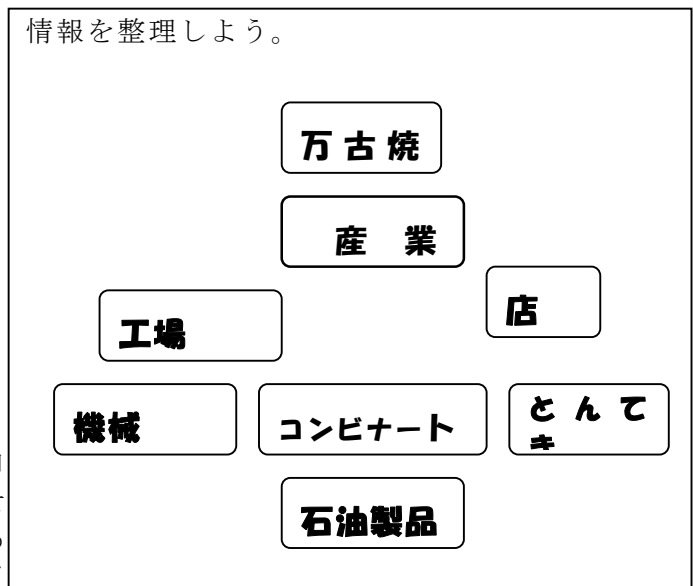 情報を整理しよう。
万古焼
産 業
店
工場
機械
コンビナート
とんて
き
石油製品